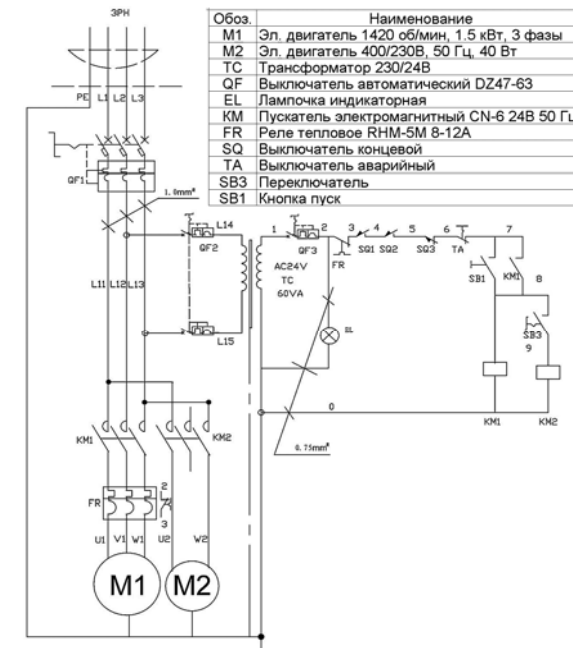 3PH
Обоз. Наименование
M1 Эл. двигатель 1420 об/мин, 1.5 кВт, 3 фазы
M2 Эл. двигатель 400/230В, 50 Гц, 40 Вт
TC Трансформатор 230/24В
QF Выключатель автоматический DZ47-63
EL Лампочка индикаторная
KM Пускатель электромагнитный CN-6 24В 50 Гц
FR Реле тепловое RHM-5M 8-12А
SQ Выключатель концевой
TA Выключатель аварийный
SB3 Переключатель
SB1 Кнопка пуск
PE L1 L2 L3
QF1
1.0mm²
L14
QF2
L15
L11 L12 L13
1 2 3 4 5 6 7
QF3 FR SQ1 SQ2 SQ3 TA
AC24V
TC
60VA
SB1 KM1 8
SB3
9
EL
0
KM1 KM2
0.75mm²
KM1 KM2
FR 2
3
U1 V1 W1 U2 W2
M1 M2